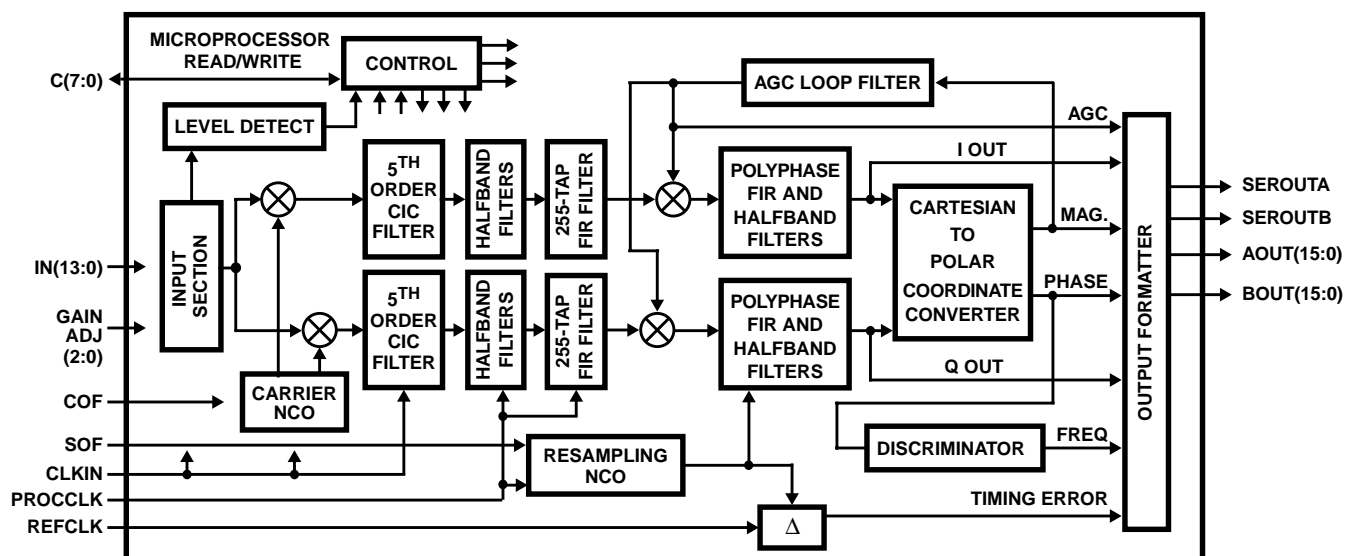 MICROPROCESSOR
READ/WRITE
C(7:0)
CONTROL
AGC LOOP FILTER
LEVEL DETECT
AGC
I OUT
5TH
ORDER
CIC
FILTER
HALFBAND
FILTERS
255-TAP
FIR FILTER
POLYPHASE
FIR AND
HALFBAND
FILTERS
CARTESIAN
TO
POLAR
COORDINATE
CONVERTER
MAG.
PHASE
OUTPUT FORMATTER
SEROUTA
SEROUTB
AOUT(15:0)
BOUT(15:0)
IN(13:0)
INPUT
SECTION
GAIN
ADJ
(2:0)
5TH
ORDER
CIC
FILTER
HALFBAND
FILTERS
255-TAP
FIR FILTER
POLYPHASE
FIR AND
HALFBAND
FILTERS
Q OUT
COF
CARRIER
NCO
SOF
RESAMPLING
NCO
DISCRIMINATOR
FREQ
CLKIN
PROCCLK
TIMING ERROR
REFCLK
Δ